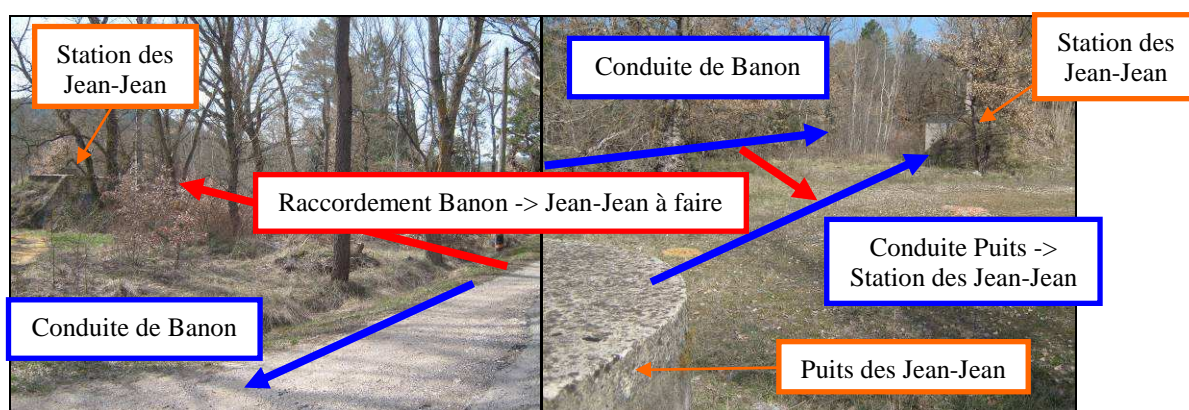 Station des
Jean-Jean
Conduite de Banon
Station des
Jean-Jean
Raccordement Banon -> Jean-Jean à faire
Conduite Puits ->
Station des Jean-Jean
Conduite de Banon
Puits des Jean-Jean